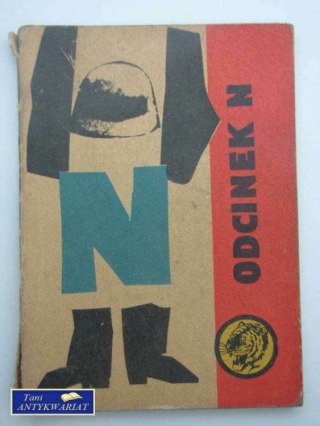 N
ODCINEK N
Tani
ANTYKWARIAT